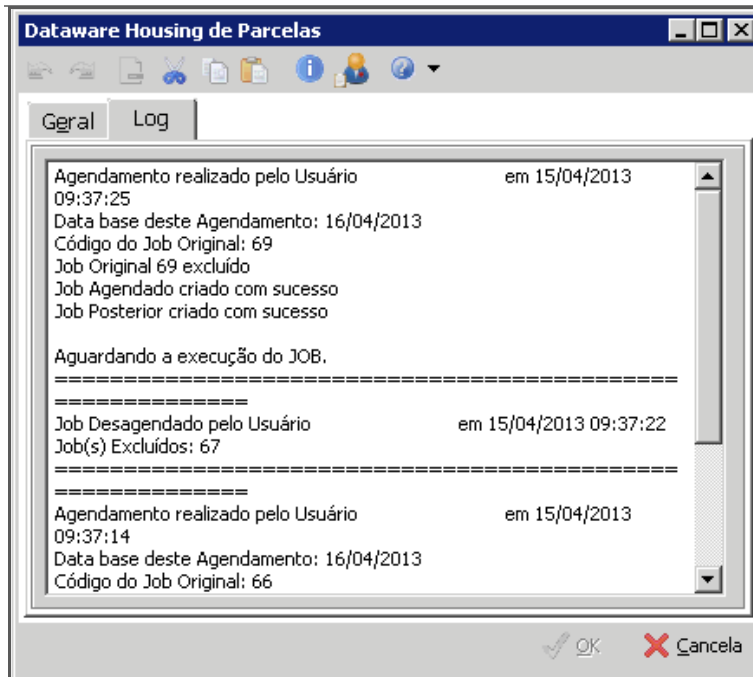 Dataware Housing de Parcelas
Geral Log
Agendamento realizado pelo Usuário em 15/04/2013
09:37:25
Data base deste Agendamento: 16/04/2013
Código do Job Original: 69
Job Original 69 excluído
Job Agendado criado com sucesso
Job Posterior criado com sucesso
Aguardando a execução do JOB.
=============================================
==============
Job Desagendado pelo Usuário em 15/04/2013 09:37:22
Job(s) Excluídos: 67
=============================================
==============
Agendamento realizado pelo Usuário em 15/04/2013
09:37:14
Data base deste Agendamento: 16/04/2013
Código do Job Original: 66
OK Cancela